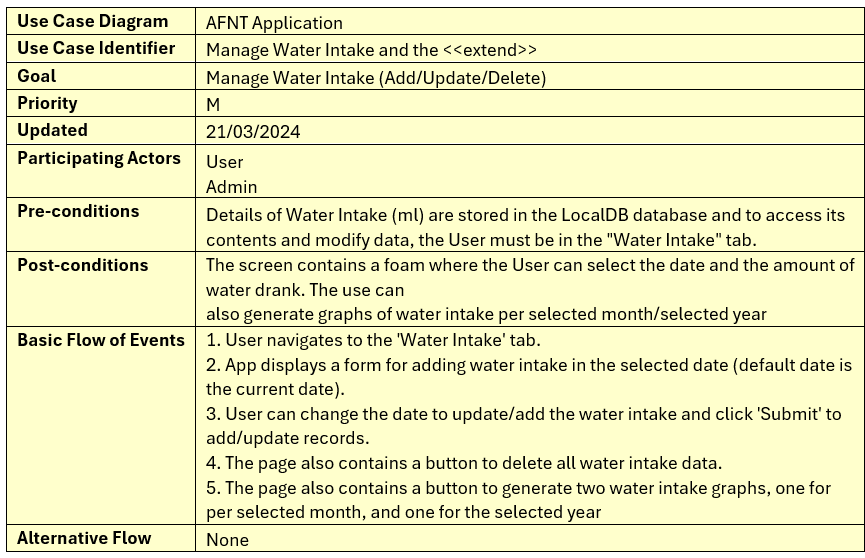 Use Case Diagram AFNT Application
Use Case Identifier Manage Water Intake and the <<extend>>
Goal Manage Water Intake (Add/Update/Delete)
Priority M
Updated 21/03/2024
Participating Actors User
Admin
Pre-conditions Details of Water Intake (ml) are stored in the LocalDB database and to access its
contents and modify data, the User must be in the "Water Intake" tab.
Post-conditions The screen contains a foam where the User can select the date and the amount of
water drank. The use can
also generate graphs of water intake per selected month/selected year
Basic Flow of Events 1. User navigates to the 'Water Intake' tab.
2. App displays a form for adding water intake in the selected date (default date is
the current date).
3. User can change the date to update/add the water intake and click 'Submit' to
add/update records.
4. The page also contains a button to delete all water intake data.
5. The page also contains a button to generate two water intake graphs, one for
per selected month, and one for the selected year
Alternative Flow None